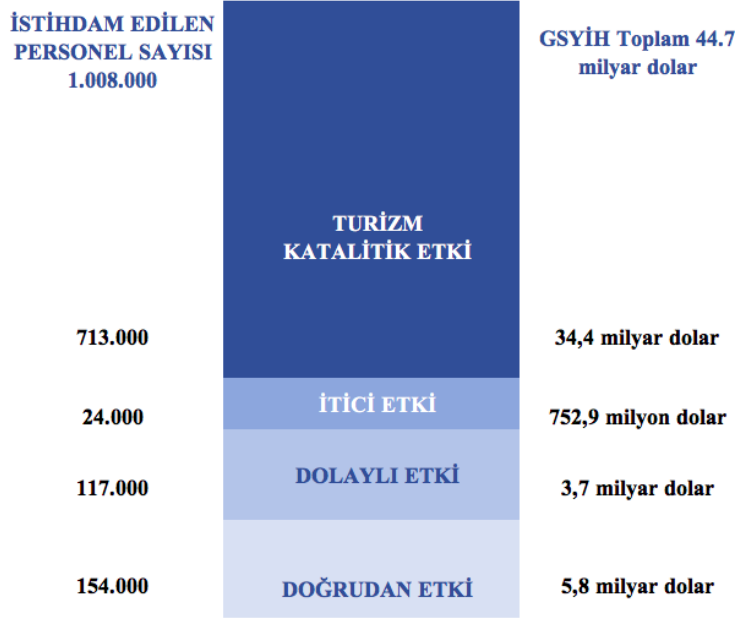 İSTİHDAM EDİLEN
PERSONEL SAYISI
1.008.000
GSYİH Toplam 44.7
milyar dolar
TURİZM
KATALİTİK ETKİ
713.000
34,4 milyar dolar
24.000
İTİCİ ETKİ
752,9 milyon dolar
117.000
DOLAYLI ETKİ
3,7 milyar dolar
154.000
DOĞRUDAN ETKİ
5,8 milyar dolar